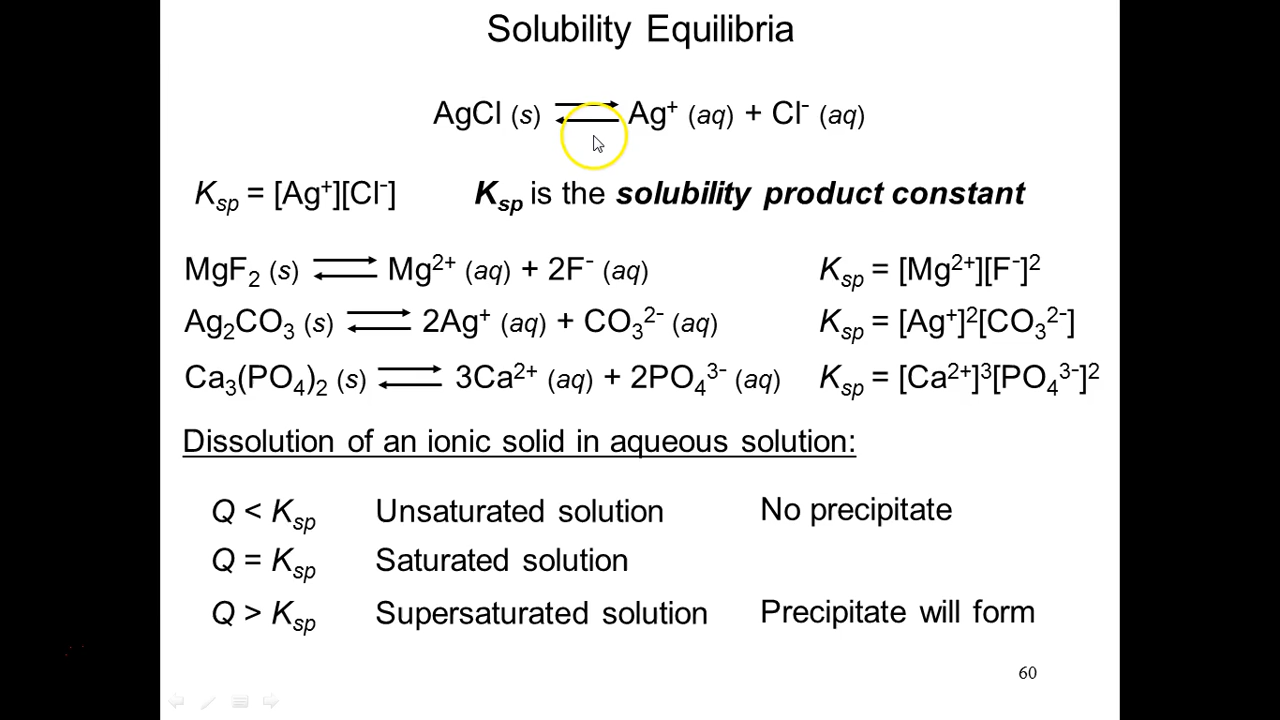 Solubility Equilibria
AgCl (s) ⇌ Ag⁺ (aq) + Cl⁻ (aq)
Kₛₚ = [Ag⁺][Cl⁻] Kₛₚ is the solubility product constant
MgF₂ (s) ⇌ Mg²⁺ (aq) + 2F⁻ (aq) Kₛₚ = [Mg²⁺][F⁻]²
Ag₂CO₃ (s) ⇌ 2Ag⁺ (aq) + CO₃²⁻ (aq) Kₛₚ = [Ag⁺]²[CO₃²⁻]
Ca₃(PO₄)₂ (s) ⇌ 3Ca²⁺ (aq) + 2PO₄³⁻ (aq) Kₛₚ = [Ca²⁺]³[PO₄³⁻]²
Dissolution of an ionic solid in aqueous solution:
Q < Kₛₚ Unsaturated solution No precipitate
Q = Kₛₚ Saturated solution
Q > Kₛₚ Supersaturated solution Precipitate will form
60